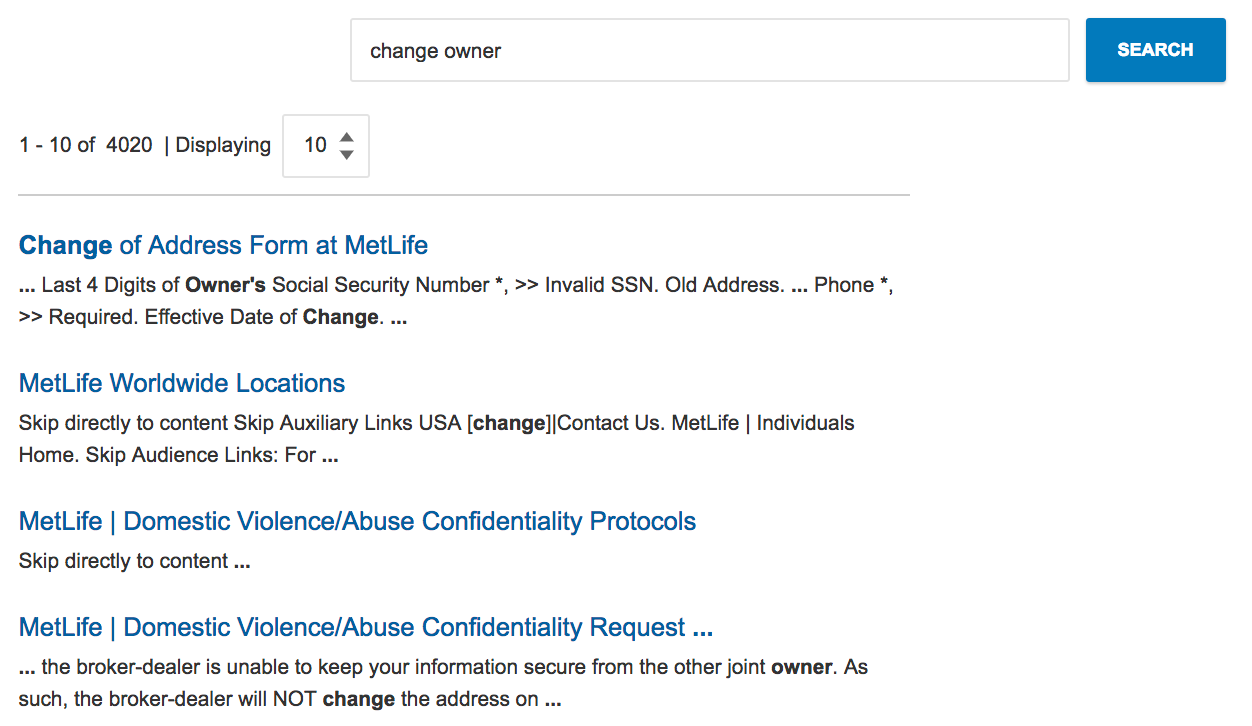 change owner
SEARCH
1 - 10 of 4020 | Displaying 10
Change of Address Form at MetLife
... Last 4 Digits of Owner's Social Security Number *, >> Invalid SSN. Old Address. ... Phone *,
>> Required. Effective Date of Change. ...
MetLife Worldwide Locations
Skip directly to content Skip Auxiliary Links USA [change]|Contact Us. MetLife | Individuals
Home. Skip Audience Links: For ...
MetLife | Domestic Violence/Abuse Confidentiality Protocols
Skip directly to content ...
MetLife | Domestic Violence/Abuse Confidentiality Request ...
... the broker-dealer is unable to keep your information secure from the other joint owner. As
such, the broker-dealer will NOT change the address on ...